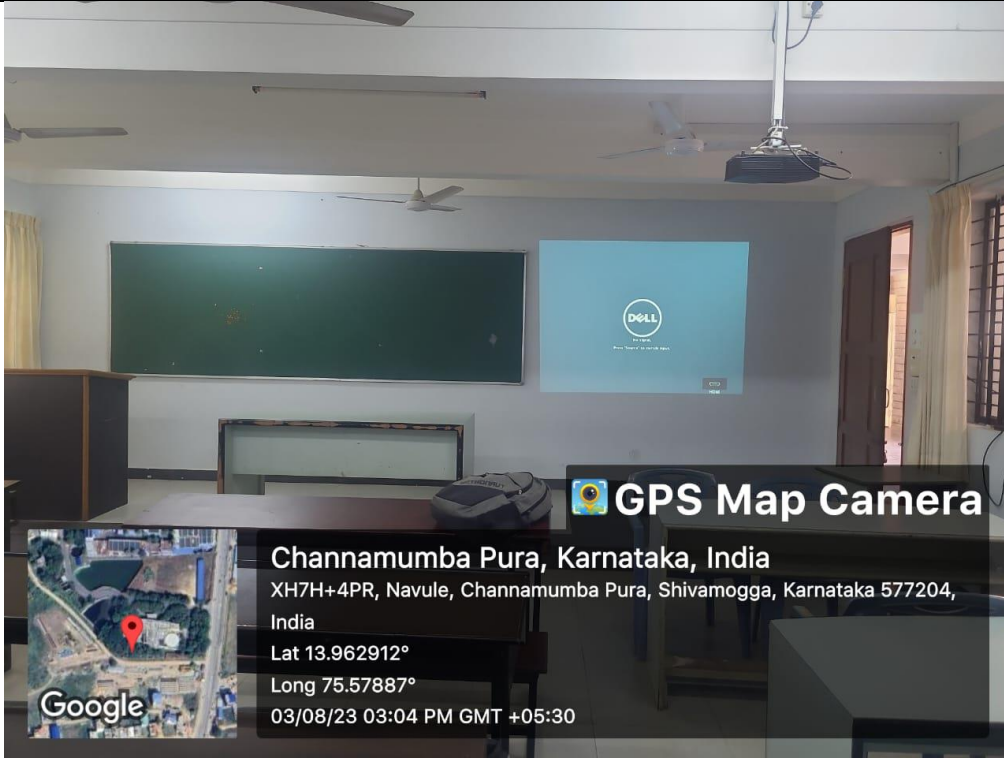 DELL
GPS Map Camera
Channamumba Pura, Karnataka, India
XH7H+4PR, Navule, Channamumba Pura, Shivamogga, Karnataka 577204,
India
Lat 13.962912°
Long 75.57887°
03/08/23 03:04 PM GMT +05:30
Google